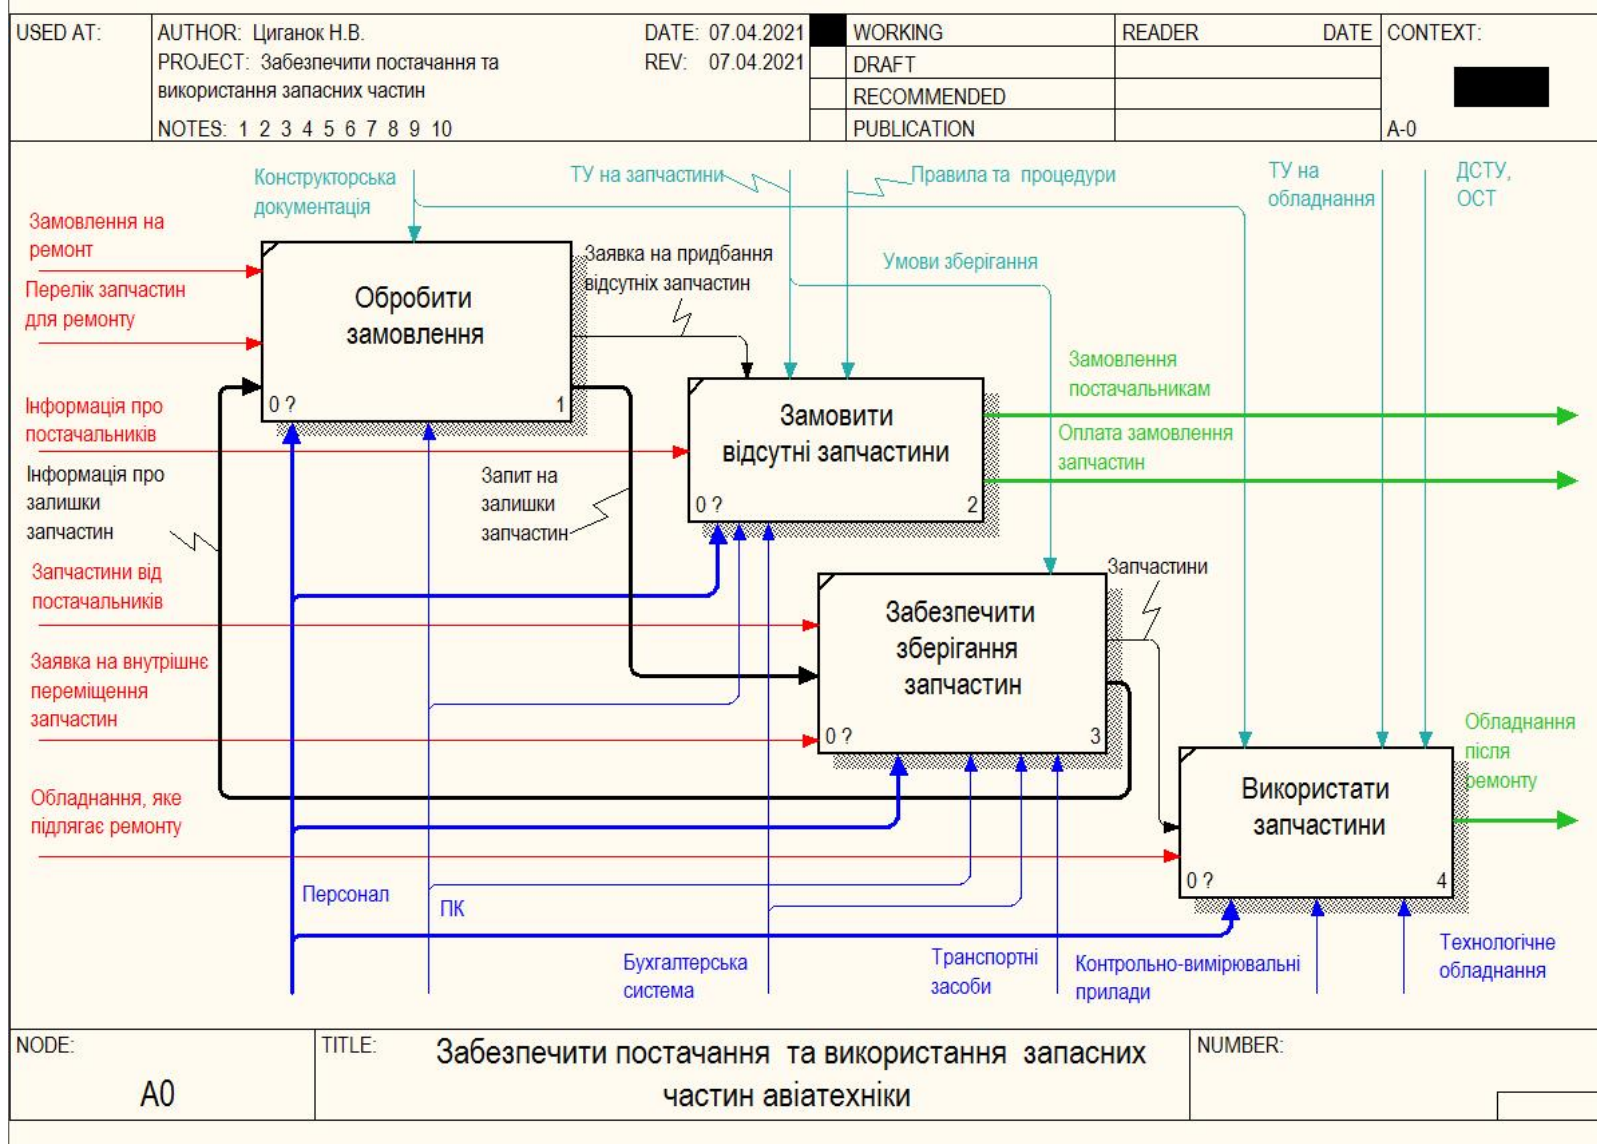 USED AT:
AUTHOR: Циганок Н.В.
DATE: 07.04.2021
PROJECT: Забезпечити постачання та
використання запасних частин
REV: 07.04.2021
NOTES: 1 2 3 4 5 6 7 8 9 10
WORKING
DRAFT
RECOMMENDED
PUBLICATION
READER
DATE
CONTEXT:
A-0
Конструкторська
документація
ТУ на запчастини
Правила та процедури
ТУ на
обладнання
ДСТУ,
ОСТ
Замовлення на
ремонт
Перелік запчастин
для ремонту
Обробити
замовлення
0 ?
1
Заявка на придбання
відсутніх запчастин
Умови зберігання
Інформація про
постачальників
Замовити
відсутні запчастини
0 ?
2
Замовлення
постачальникам
Оплата замовлення
запчастин
Інформація про
залишки
запчастин
Запит на
залишки
запчастин
Запчастини від
постачальників
Забезпечити
зберігання
запчастин
0 ?
3
Запчастини
Заявка на внутрішнє
переміщення
запчастин
Обладнання, яке
підлягає ремонту
Використати
запчастини
0 ?
4
Обладнання
після
ремонту
Персонал
ПК
Бухгалтерська
система
Транспортні
засоби
Контрольно-вимірювальні
прилади
Технологічне
обладнання
NODE:
A0
TITLE:
Забезпечити постачання та використання запасних
частин авіатехніки
NUMBER: